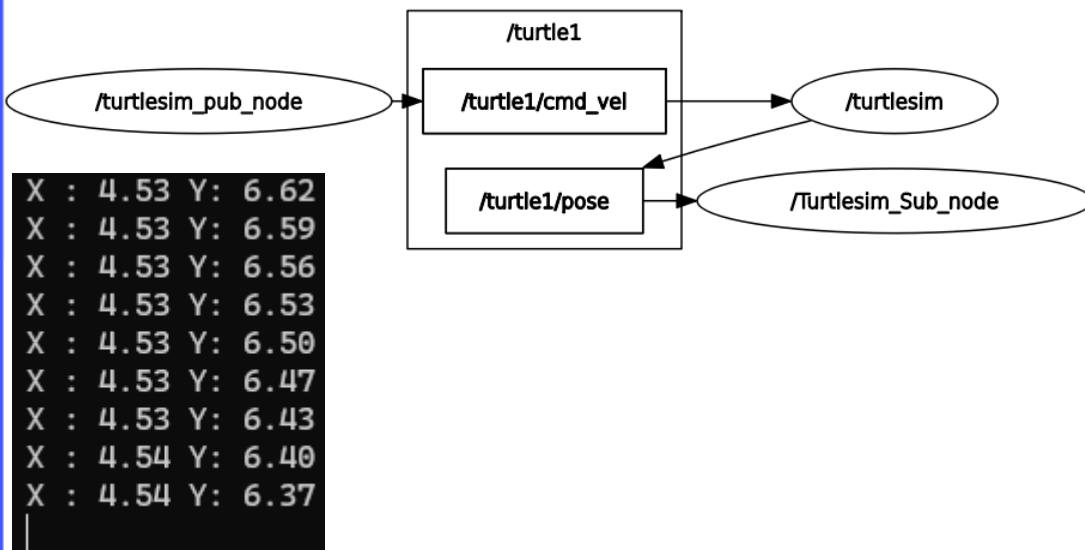 /turtle1
/turtlesim_pub_node
/turtle1/cmd_vel
/turtlesim
/turtle1/pose
/Turtlesim_Sub_node
X : 4.53 Y: 6.62
X : 4.53 Y: 6.59
X : 4.53 Y: 6.56
X : 4.53 Y: 6.53
X : 4.53 Y: 6.50
X : 4.53 Y: 6.47
X : 4.53 Y: 6.43
X : 4.54 Y: 6.40
X : 4.54 Y: 6.37